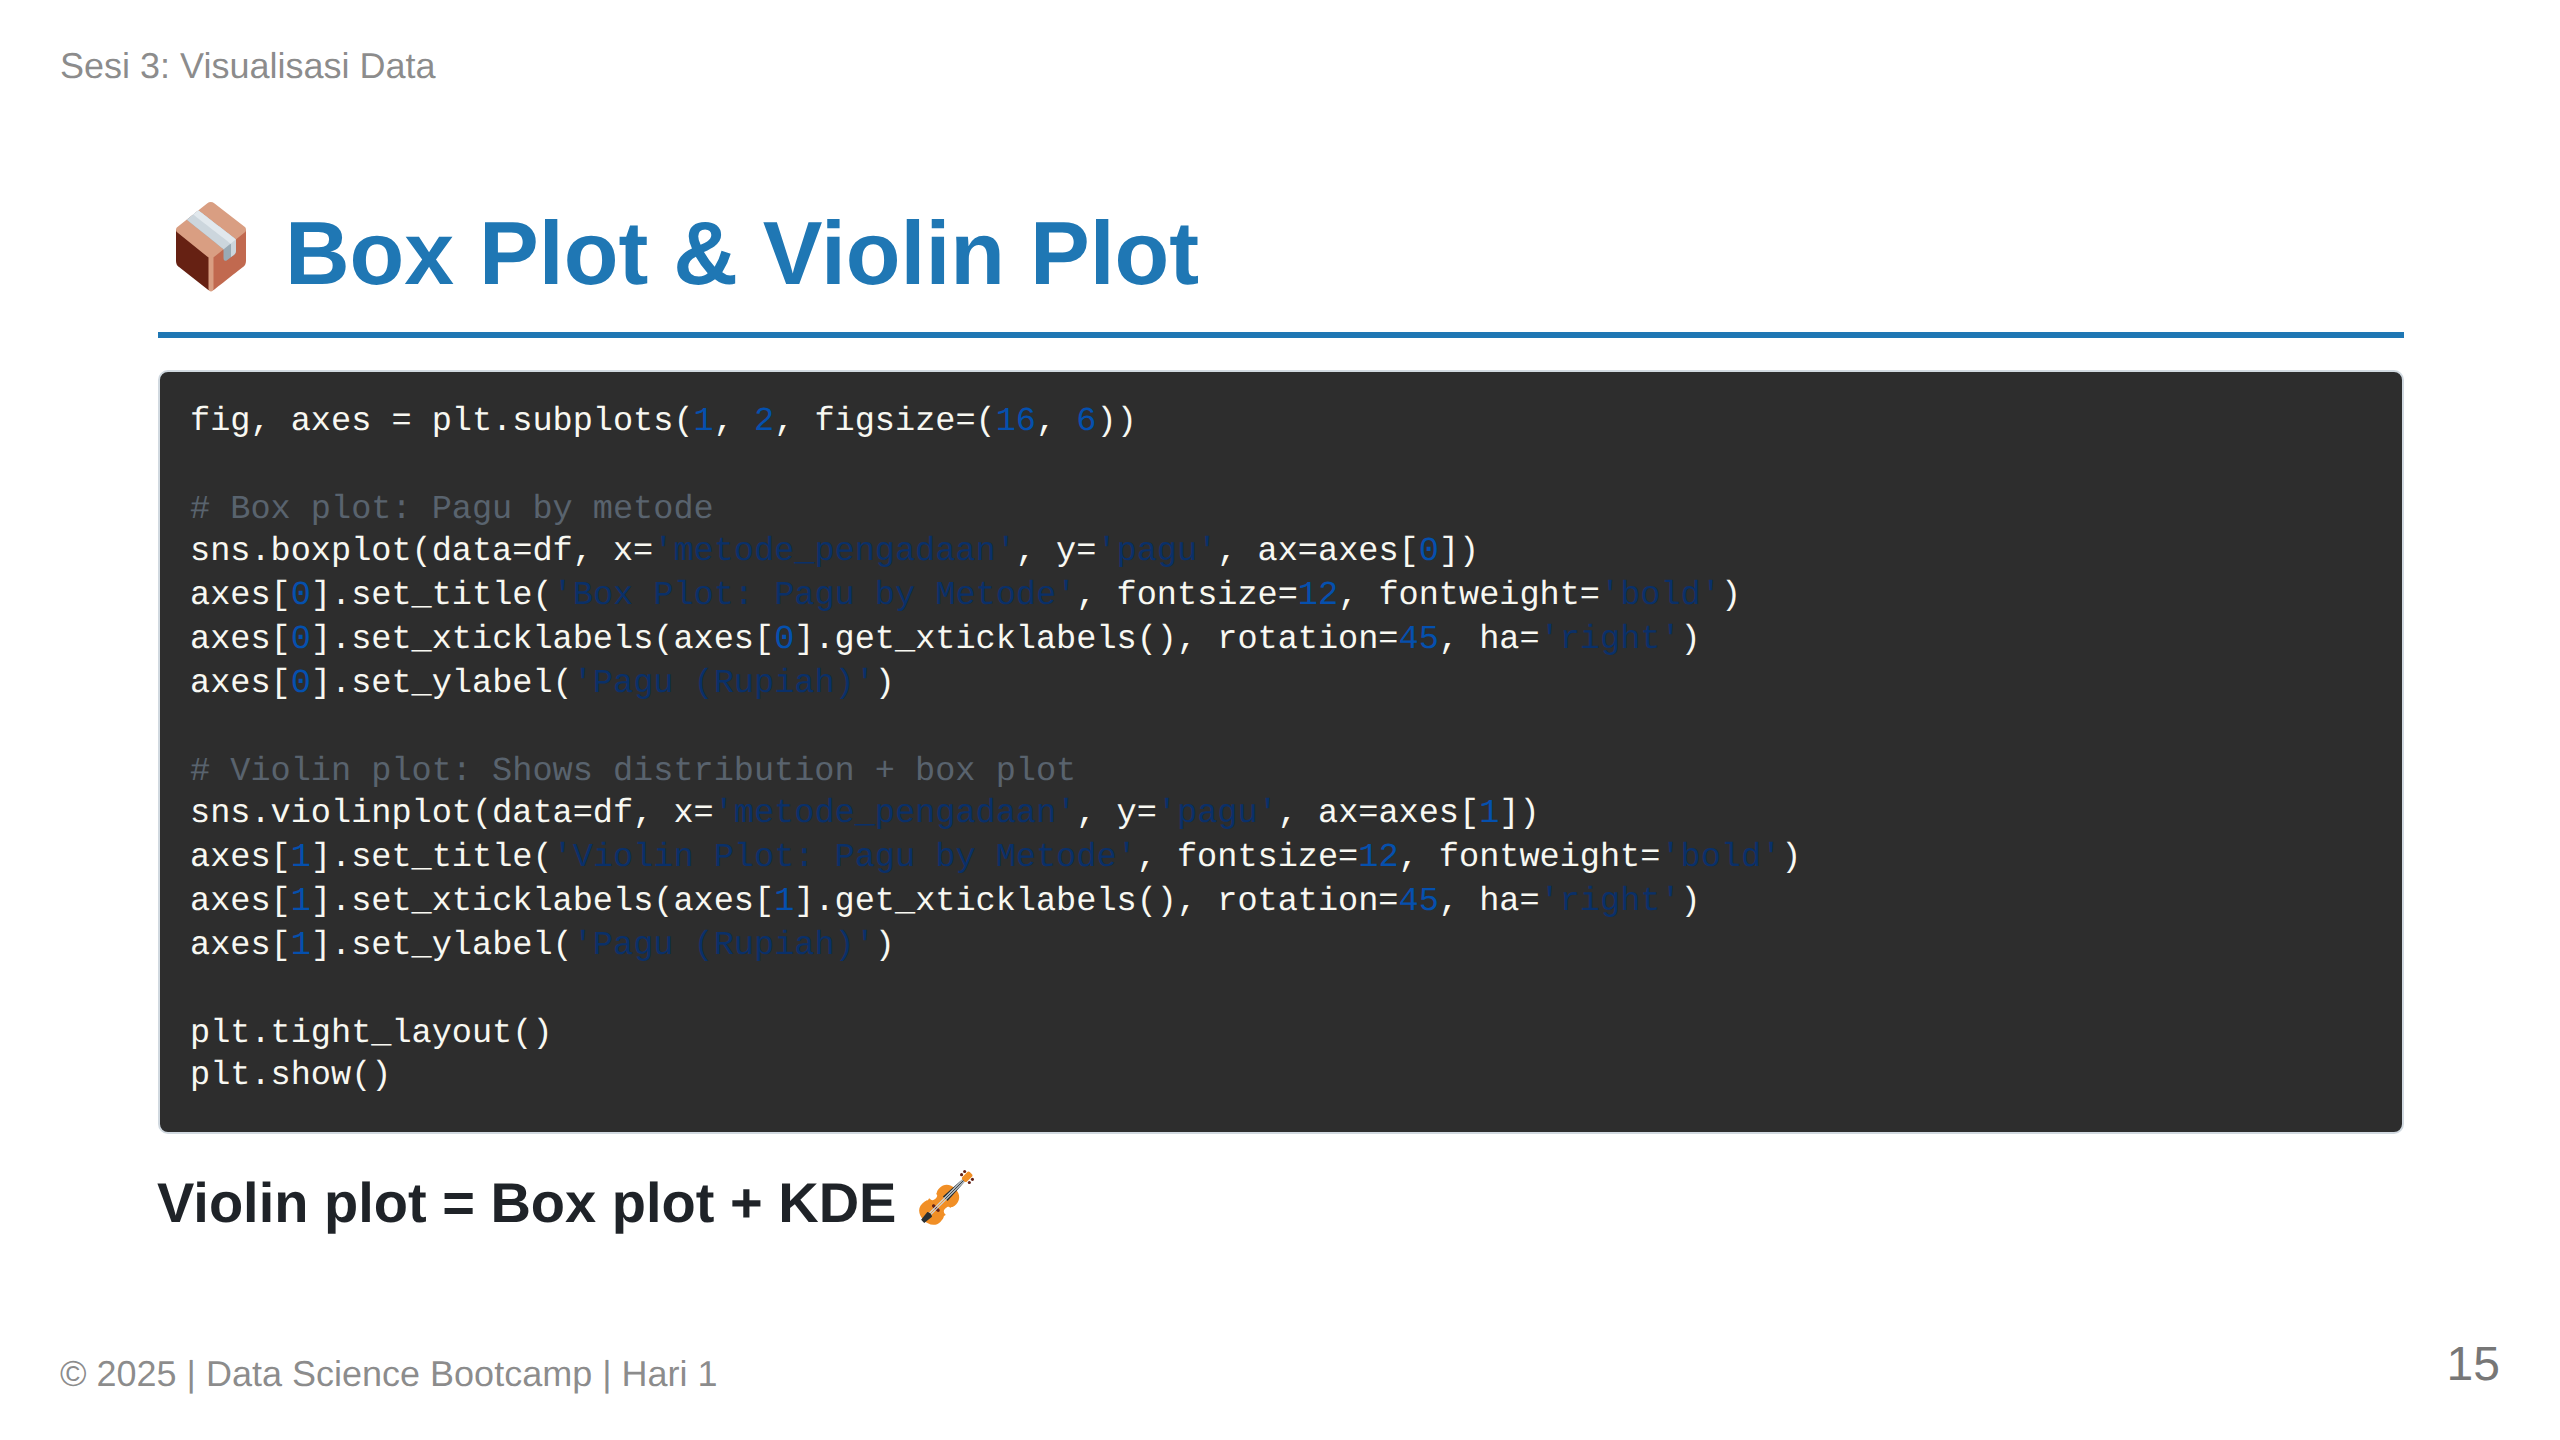 Sesi 3: Visualisasi Data
📦 Box Plot & Violin Plot
fig, axes = plt.subplots(1, 2, figsize=(16, 6))
# Box plot: Pagu by metode
sns.boxplot(data=df, x='metode_pengadaan', y='pagu', ax=axes[0])
axes[0].set_title('Box Plot: Pagu by Metode', fontsize=12, fontweight='bold')
axes[0].set_xticklabels(axes[0].get_xticklabels(), rotation=45, ha='right')
axes[0].set_ylabel('Pagu (Rupiah)')
# Violin plot: Shows distribution + box plot
sns.violinplot(data=df, x='metode_pengadaan', y='pagu', ax=axes[1])
axes[1].set_title('Violin Plot: Pagu by Metode', fontsize=12, fontweight='bold')
axes[1].set_xticklabels(axes[1].get_xticklabels(), rotation=45, ha='right')
axes[1].set_ylabel('Pagu (Rupiah)')
plt.tight_layout()
plt.show()
Violin plot = Box plot + KDE 🎻
© 2025 | Data Science Bootcamp | Hari 1
15